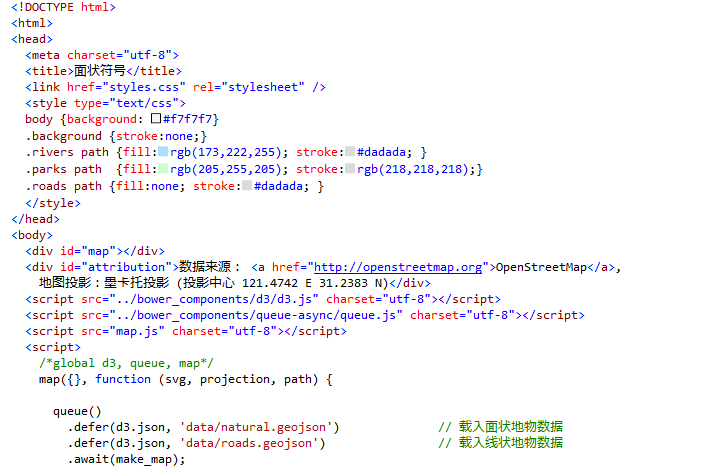 <!DOCTYPE html>
<html>
<head>
  <meta charset="utf-8">
  <title>面状符号</title>
  <link href="styles.css" rel="stylesheet" />
  <style type="text/css">
  body {background: #f7f7f7}
  .background {stroke:none;}
  .rivers path {fill:rgb(173,222,255); stroke:#dadada; }
  .parks path  {fill:rgb(205,255,205); stroke:rgb(218,218,218);}
  .roads path {fill:none; stroke:#dadada; }
  </style>
</head>
<body>
  <div id="map"></div>
  <div id="attribution">数据来源： <a href="http://openstreetmap.org">OpenStreetMap</a>,
    地图投影：墨卡托投影 (投影中心 121.4742 E 31.2383 N)</div>
  <script src="../bower_components/d3/d3.js" charset="utf-8"></script>
  <script src="../bower_components/queue-async/queue.js" charset="utf-8"></script>
  <script src="map.js" charset="utf-8"></script>
  <script>
    /*global d3, queue, map*/
    map({}, function (svg, projection, path) {

      queue()
        .defer(d3.json, 'data/natural.geojson')              // 载入面状地物数据
        .defer(d3.json, 'data/roads.geojson')                // 载入线状地物数据
        .await(make_map);